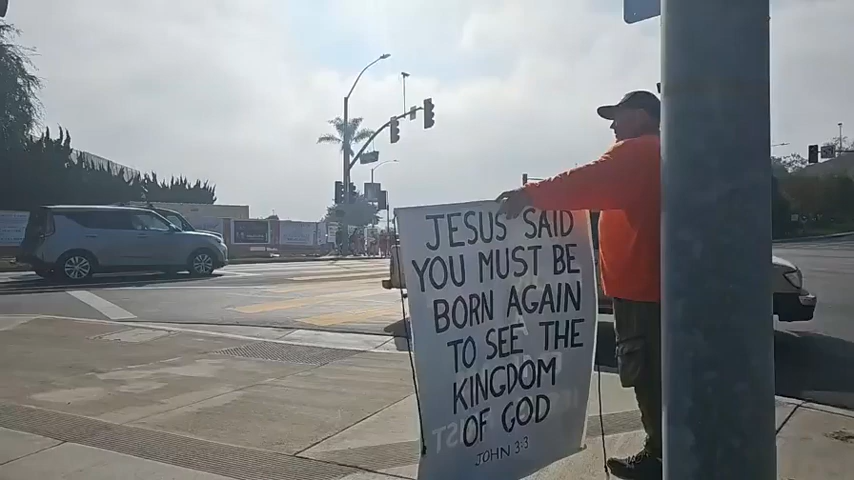 JESUS SAID
YOU MUST BE
BORN AGAIN
TO SEE THE
KINGDOM
OF GOD
JOHN 3:3